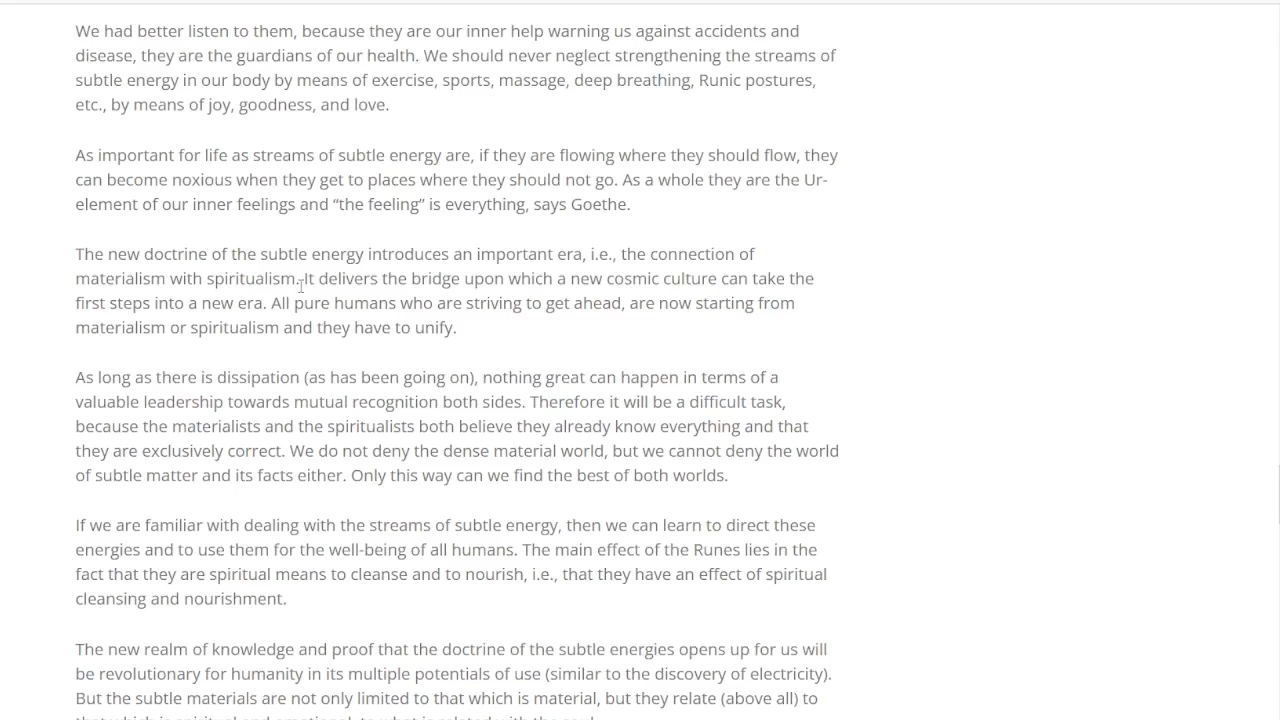 We had better listen to them, because they are our inner help warning us against accidents and
disease, they are the guardians of our health. We should never neglect strengthening the streams of
subtle energy in our body by means of exercise, sports, massage, deep breathing, Runic postures,
etc., by means of joy, goodness, and love.
As important for life as streams of subtle energy are, if they are flowing where they should flow, they
can become noxious when they get to places where they should not go. As a whole they are the Ur-
element of our inner feelings and “the feeling” is everything, says Goethe.
The new doctrine of the subtle energy introduces an important era, i.e., the connection of
materialism with spiritualism. It delivers the bridge upon which a new cosmic culture can take the
first steps into a new era. All pure humans who are striving to get ahead, are now starting from
materialism or spiritualism and they have to unify.
As long as there is dissipation (as has been going on), nothing great can happen in terms of a
valuable leadership towards mutual recognition both sides. Therefore it will be a difficult task,
because the materialists and the spiritualists both believe they already know everything and that
they are exclusively correct. We do not deny the dense material world, but we cannot deny the world
of subtle matter and its facts either. Only this way can we find the best of both worlds.
If we are familiar with dealing with the streams of subtle energy, then we can learn to direct these
energies and to use them for the well-being of all humans. The main effect of the Runes lies in the
fact that they are spiritual means to cleanse and to nourish, i.e., that they have an effect of spiritual
cleansing and nourishment.
The new realm of knowledge and proof that the doctrine of the subtle energies opens up for us will
be revolutionary for humanity in its multiple potentials of use (similar to the discovery of electricity).
But the subtle materials are not only limited to that which is material, but they relate (above all) to
that which is spiritual and emotional, to what is related with the soul.